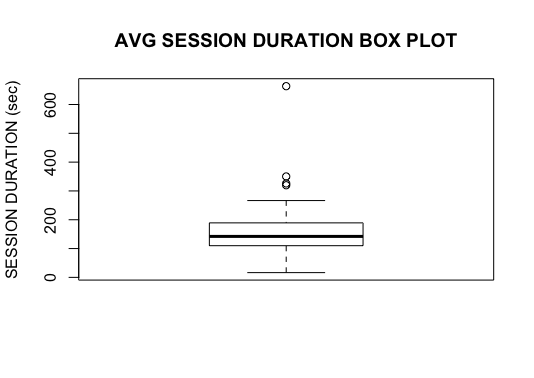 AVG SESSION DURATION BOX PLOT
SESSION DURATION (sec)
600
400
200
0